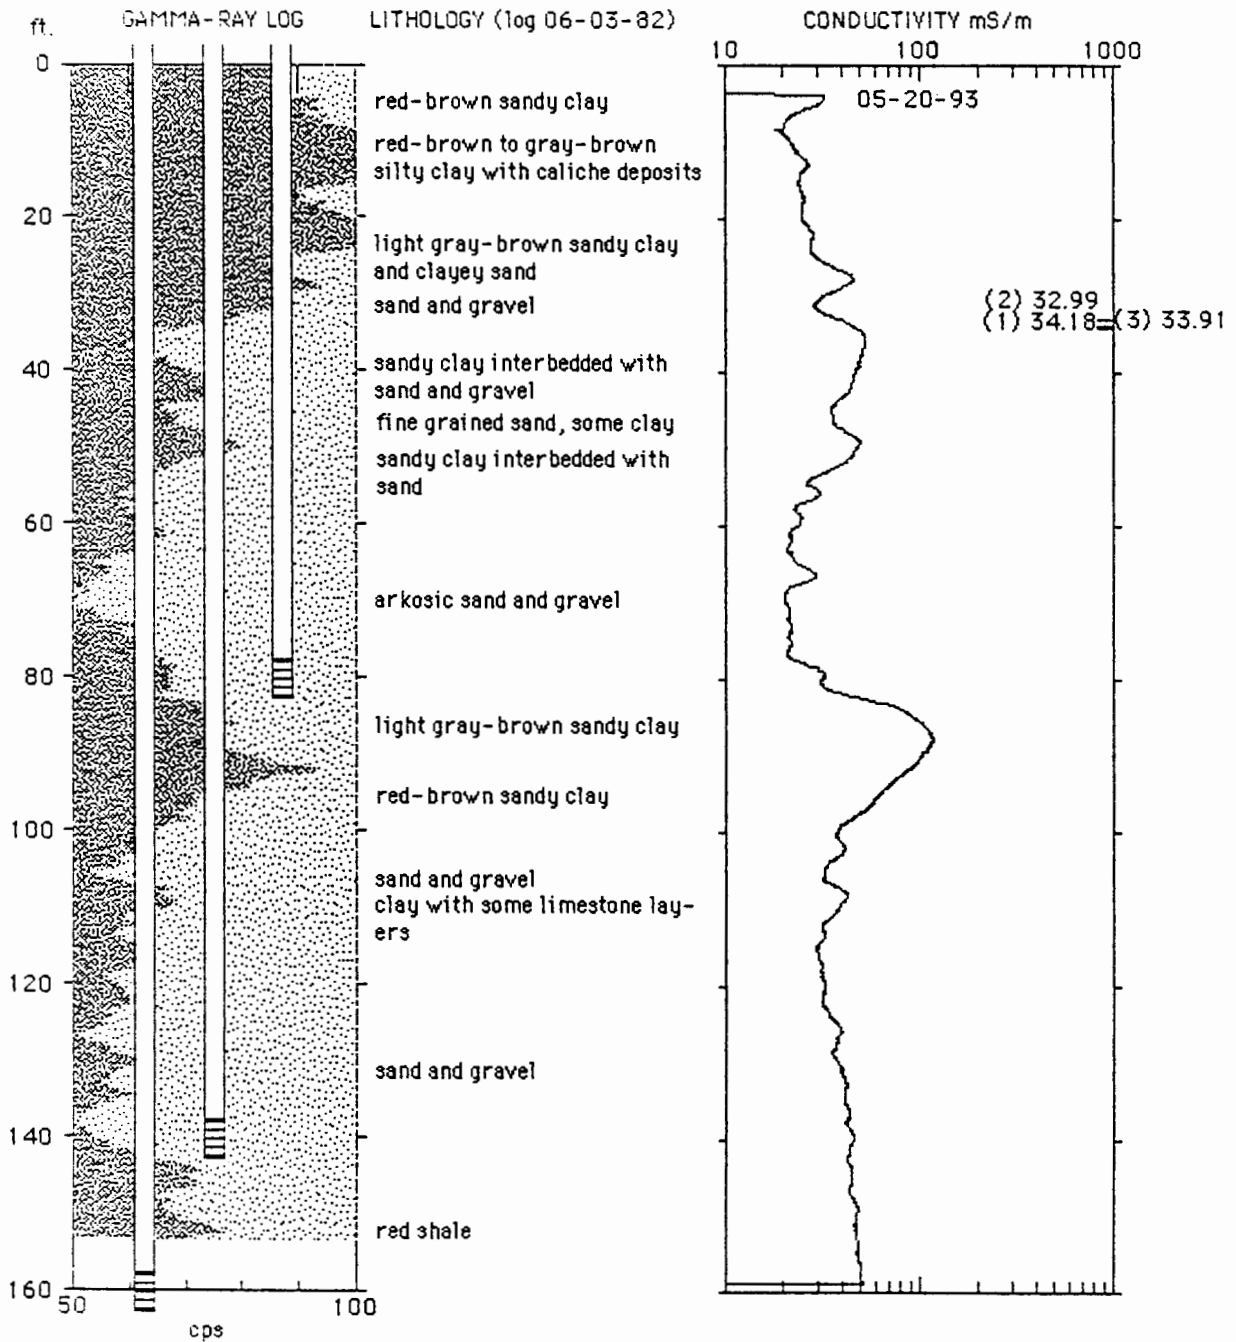 ft. GAMMA-RAY LOG LITHOLOGY (log 06-03-82) CONDUCTIVITY mS/m
10 100 1000
0
05-20-93
red-brown sandy clay
red-brown to gray-brown
silty clay with caliche deposits
20
light gray-brown sandy clay
and clayey sand
sand and gravel
(2) 32.99
(1) 34.18 (3) 33.91
40
sandy clay interbedded with
sand and gravel
fine grained sand, some clay
sandy clay interbedded with
sand
60
arkosic sand and gravel
80
light gray-brown sandy clay
red-brown sandy clay
100
sand and gravel
clay with some limestone lay-
ers
120
sand and gravel
140
red shale
160
50 100
cps
10 100 1000